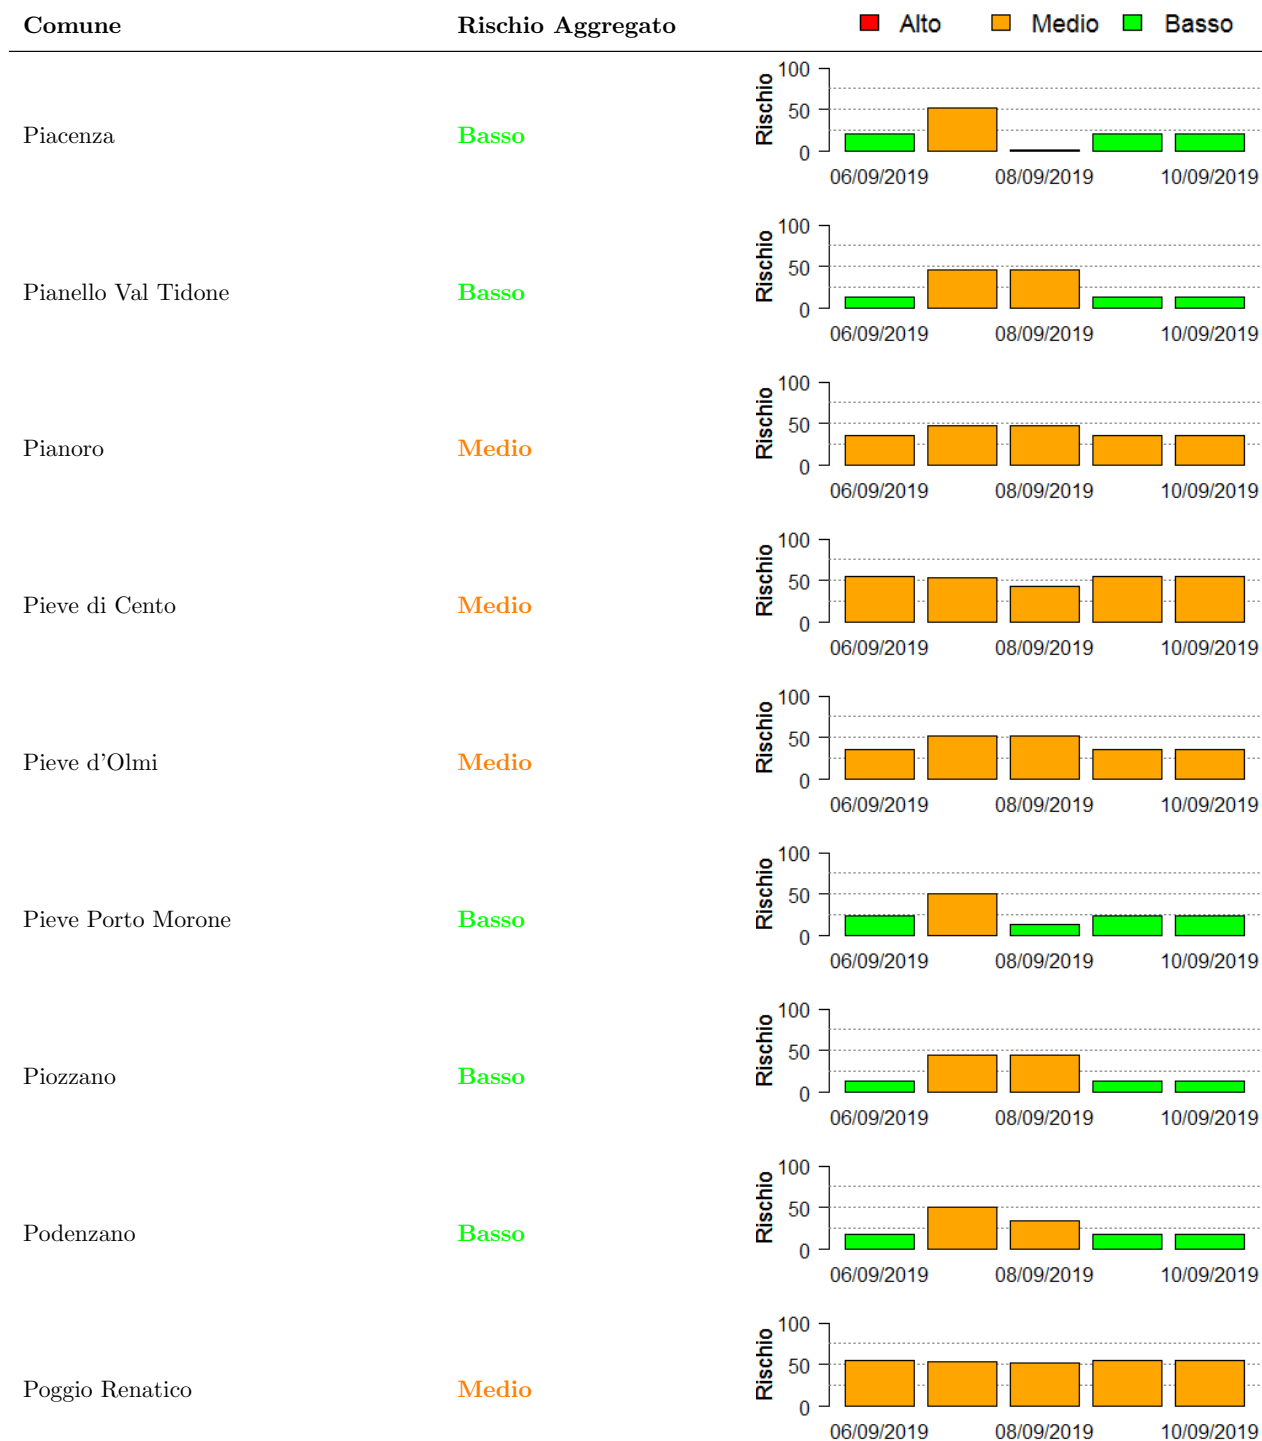 Comune Rischio Aggregato Alto Medio Basso
Piacenza Basso Rischio 100 50 0
06/09/2019 08/09/2019 10/09/2019
Pianello Val Tidone Basso Rischio 100 50 0
06/09/2019 08/09/2019 10/09/2019
Pianoro Medio Rischio 100 50 0
06/09/2019 08/09/2019 10/09/2019
Pieve di Cento Medio Rischio 100 50 0
06/09/2019 08/09/2019 10/09/2019
Pieve d'Olmi Medio Rischio 100 50 0
06/09/2019 08/09/2019 10/09/2019
Pieve Porto Morone Basso Rischio 100 50 0
06/09/2019 08/09/2019 10/09/2019
Piozzano Basso Rischio 100 50 0
06/09/2019 08/09/2019 10/09/2019
Podenzano Basso Rischio 100 50 0
06/09/2019 08/09/2019 10/09/2019
Poggio Renatico Medio Rischio 100 50 0
06/09/2019 08/09/2019 10/09/2019